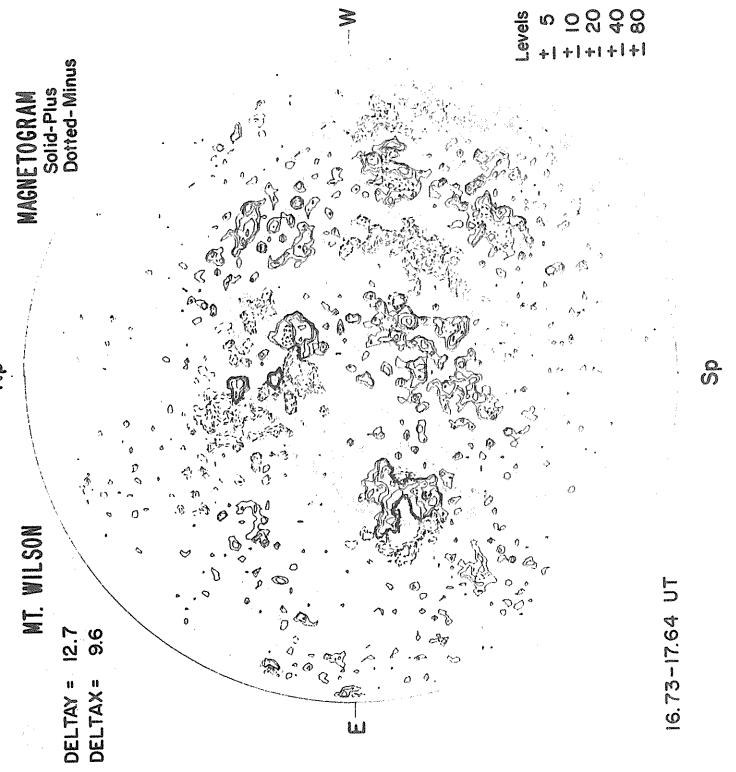 MT. WILSON
MAGNETOGRAM
Solid-Plus
Dotted-Minus
DELTAY = 12.7
DELTAX = 9.6
E
W
Levels
± 5
± 10
± 20
± 40
± 80
16.73-17.64 UT
Sp